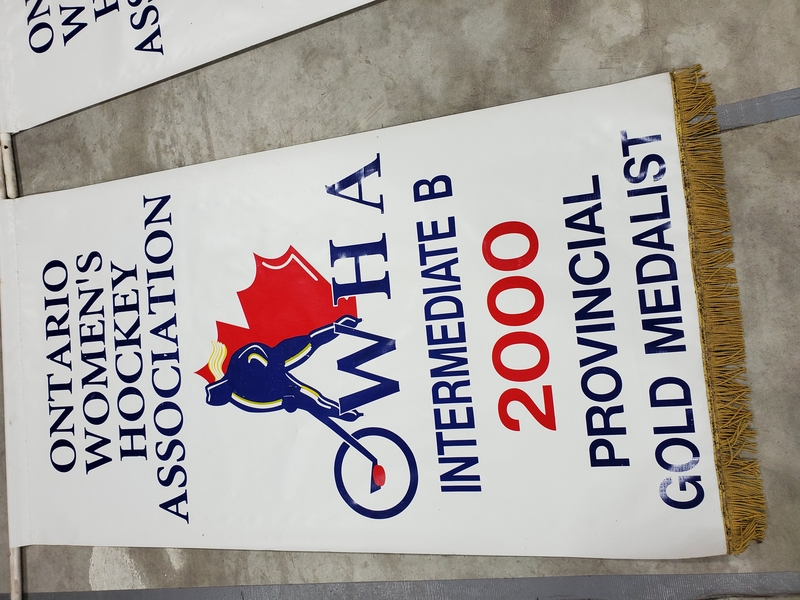 ONTARIO
WOMEN'S
HOCKEY
ASSOCIATION
OWHA
INTERMEDIATE B
2000
PROVINCIAL
GOLD MEDALIST